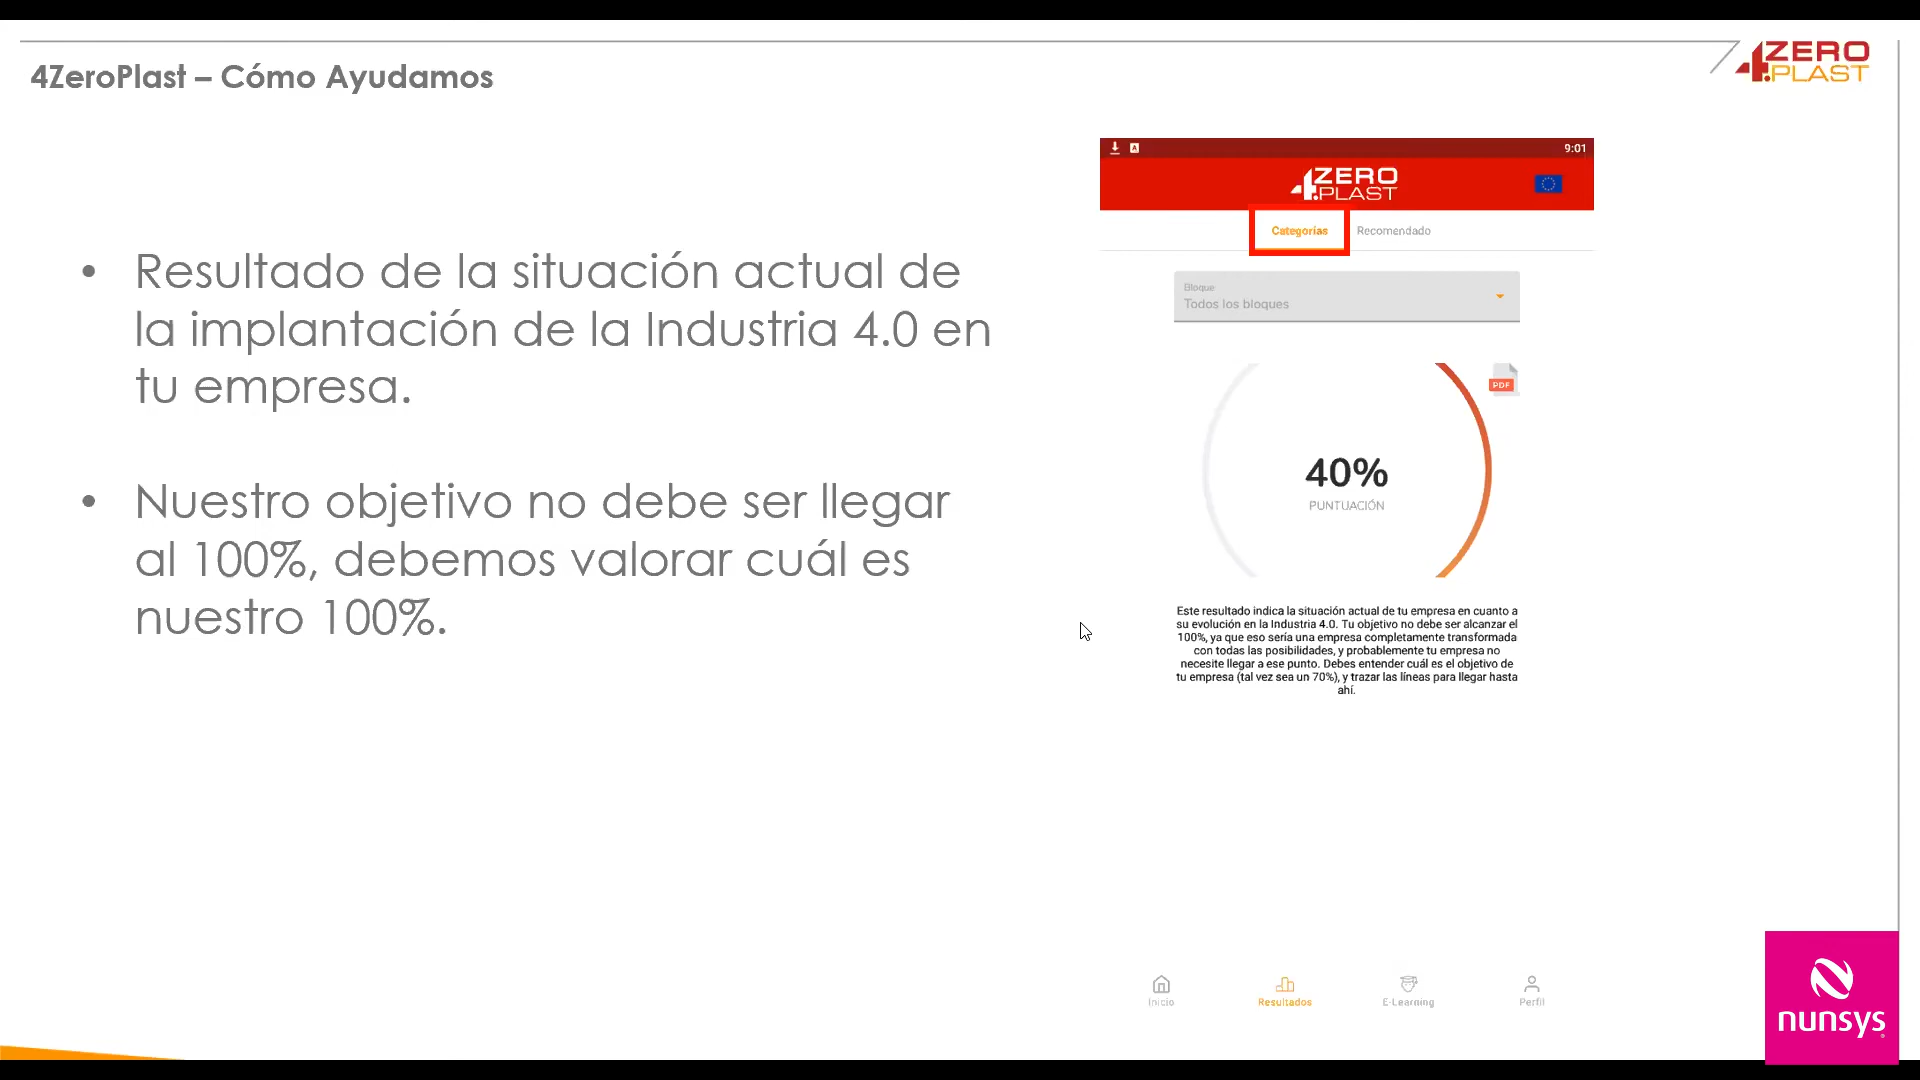 4ZeroPlast – Cómo Ayudamos
4.ZERO
PLAST
• Resultado de la situación actual de
la implantación de la Industria 4.0 en
tu empresa.
• Nuestro objetivo no debe ser llegar
al 100%, debemos valorar cuál es
nuestro 100%.
A
9:01
4.ZERO
PLAST
Categorías
Recomendado
Bloque
Todos los bloques
PDF
40%
PUNTUACIÓN
Este resultado indica la situación actual de tu empresa en cuanto a
su evolución en la Industria 4.0. Tu objetivo no debe ser alcanzar el
100%, ya que eso sería una empresa completamente transformada
con todas las posibilidades, y probablemente tu empresa no
necesite llegar a ese punto. Debes entender cuál es el objetivo de
tu empresa (tal vez sea un 70%), y trazar las líneas para llegar hasta
ahí.
Inicio
Resultados
E-Learning
Perfil
nunsys